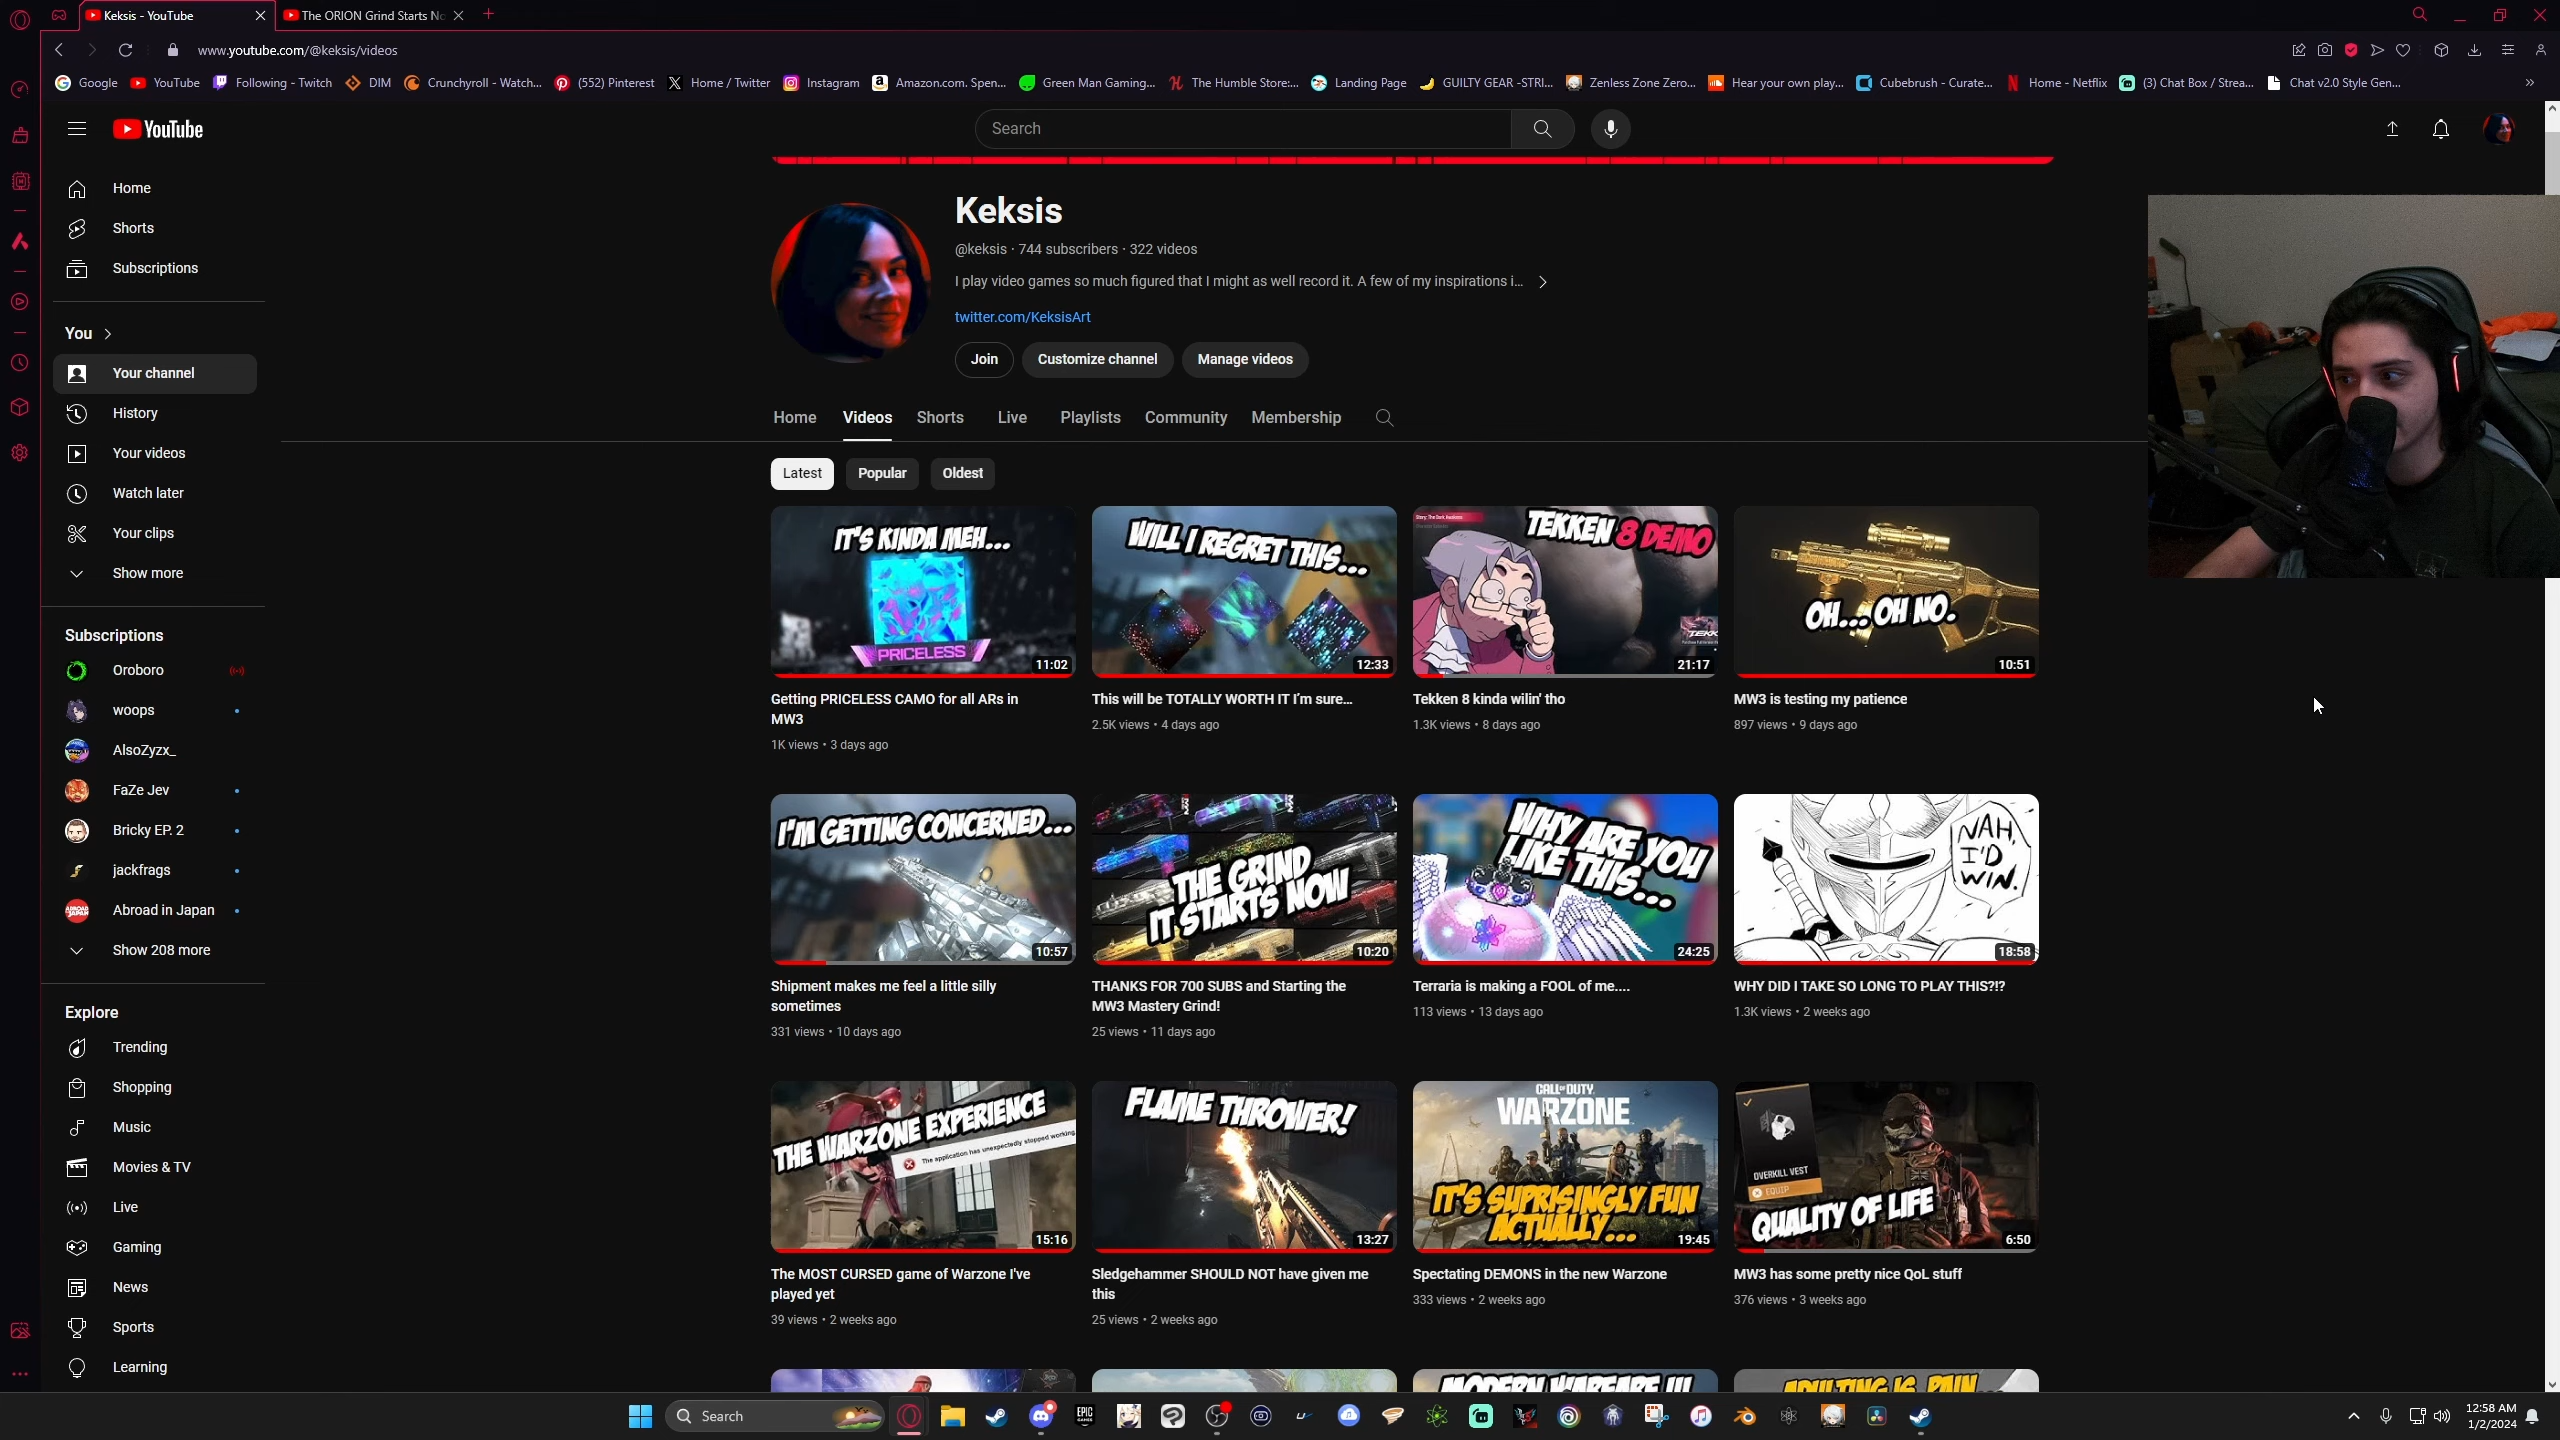 Keksis - YouTube
The ORION Grind Starts No
www.youtube.com/@keksis/videos
Google
YouTube
Following - Twitch
DIM
Crunchyroll - Watch...
(552) Pinterest
Home / Twitter
Instagram
Amazon.com. Spen...
Green Man Gaming...
The Humble Store:...
Landing Page
GUILTY GEAR -STRI...
Zenless Zone Zero...
Hear your own play...
Cubebrush - Curate...
Home - Netflix
(3) Chat Box / Strea...
Chat v2.0 Style Gen...
YouTube
Search
Home
Shorts
Subscriptions
You
Your channel
History
Your videos
Watch later
Your clips
Show more
Subscriptions
Oroboro
woops
AlsoZyzx_
FaZe Jev
Bricky EP. 2
jackfrags
Abroad in Japan
Show 208 more
Explore
Trending
Shopping
Music
Movies & TV
Live
Gaming
News
Sports
Learning
Keksis
@keksis · 744 subscribers · 322 videos
I play video games so much figured that I might as well record it. A few of my inspirations i...
twitter.com/KeksisArt
Join
Customize channel
Manage videos
Home
Videos
Shorts
Live
Playlists
Community
Membership
Latest
Popular
Oldest
IT'S KINDA MEH...
PRICELESS
11:02
Getting PRICELESS CAMO for all ARs in
MW3
1K views • 3 days ago
WILL I REGRET THIS...
12:33
This will be TOTALLY WORTH IT I'm sure...
2.5K views • 4 days ago
TEKKEN 8 DEMO
21:17
Tekken 8 kinda wilin' tho
1.3K views • 8 days ago
OH... OH NO.
10:51
MW3 is testing my patience
897 views • 9 days ago
I'M GETTING CONCERNED...
10:57
Shipment makes me feel a little silly
sometimes
331 views • 10 days ago
THE GRIND
IT STARTS NOW
10:20
THANKS FOR 700 SUBS and Starting the
MW3 Mastery Grind!
25 views • 11 days ago
WHY ARE YOU
LIKE THIS...
24:25
Terraria is making a FOOL of me....
113 views • 13 days ago
NAH,
I'D
WIN.
18:58
WHY DID I TAKE SO LONG TO PLAY THIS?!?
1.3K views • 2 weeks ago
THE WARZONE EXPERIENCE
The application has unexpectedly stopped working.
15:16
The MOST CURSED game of Warzone I've
played yet
39 views • 2 weeks ago
FLAME THROWER!
13:27
Sledgehammer SHOULD NOT have given me
this
25 views • 2 weeks ago
CALL OF DUTY
WARZONE
IT'S SUPRISINGLY FUN
ACTUALLY...
19:45
Spectating DEMONS in the new Warzone
333 views • 2 weeks ago
OVERKILL VEST
EQUIP
QUALITY OF LIFE
6:50
MW3 has some pretty nice QoL stuff
376 views • 3 weeks ago
MODERN WARFARE III
ADULTING IS PAIN
Search
EPIC
GAMES
12:58 AM
1/2/2024